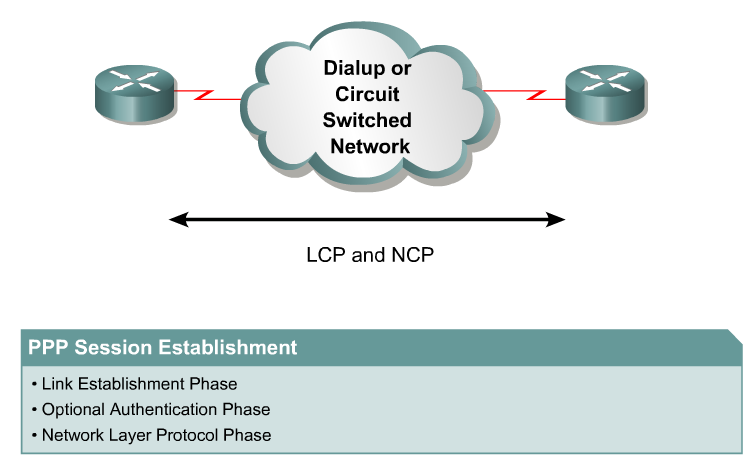 Dialup or
Circuit
Switched
Network
LCP and NCP
PPP Session Establishment
• Link Establishment Phase
• Optional Authentication Phase
• Network Layer Protocol Phase